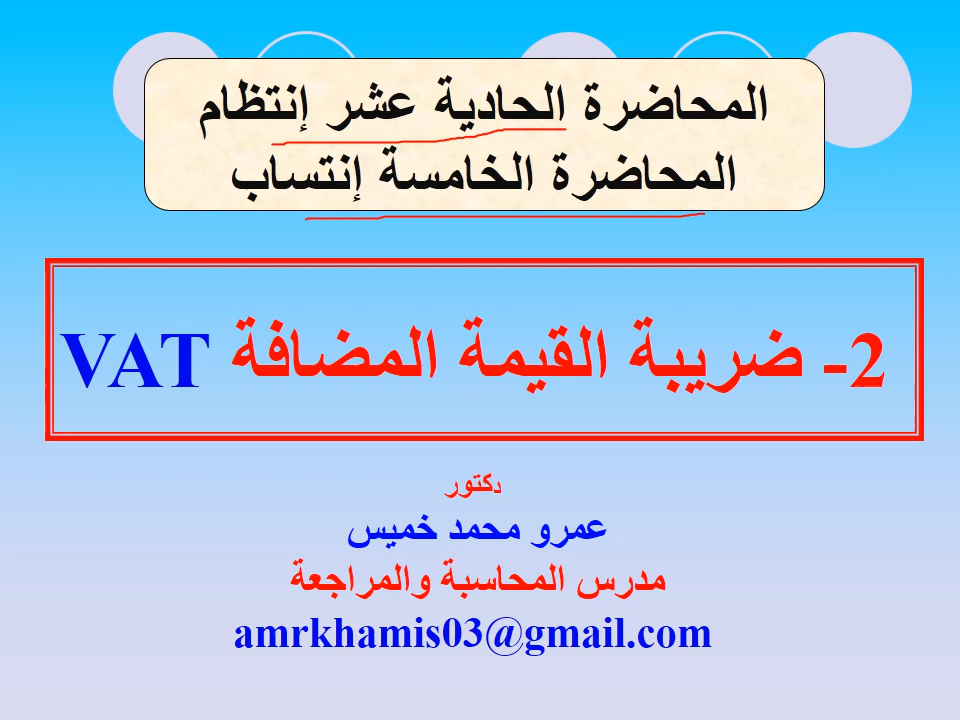 المحاضرة الحادية عشر إنتظام
المحاضرة الخامسة إنتساب
2- ضريبة القيمة المضافة VAT
دكتور
عمرو محمد خميس
مدرس المحاسبة والمراجعة
amrkhamis03@gmail.com